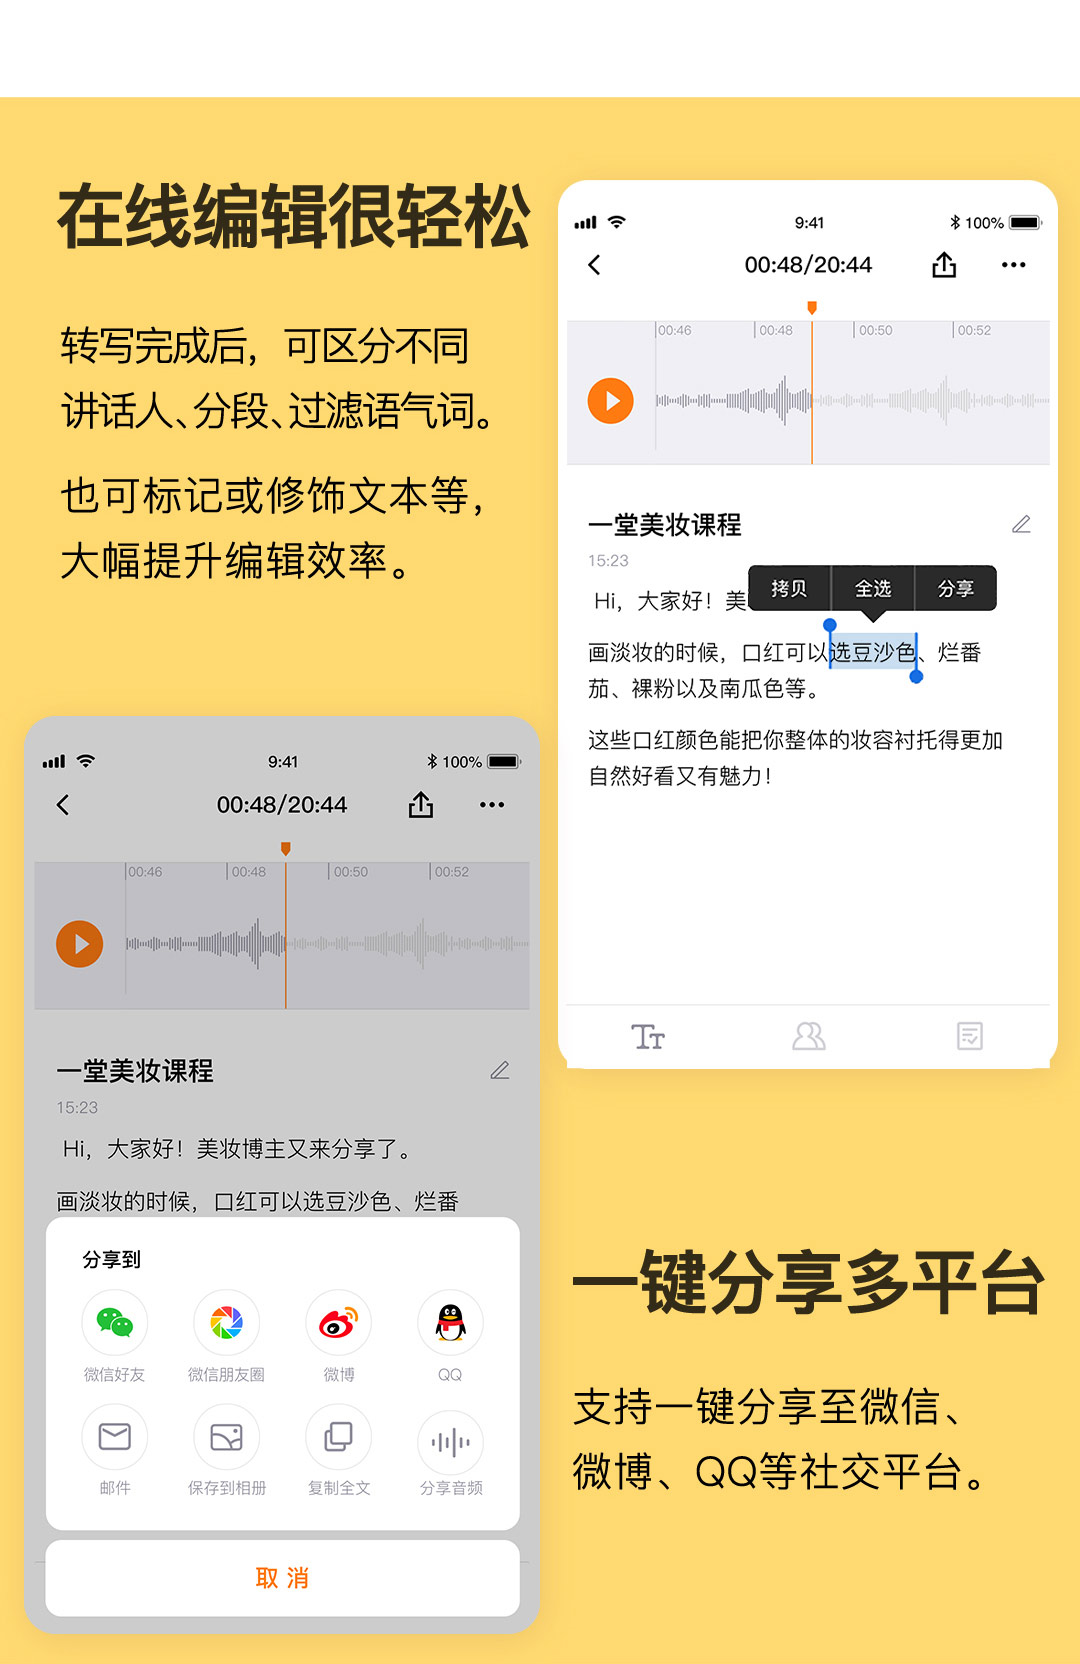 在线编辑很轻松
转写完成后，可区分不同
讲话人、分段、过滤语气词。
也可标记或修饰文本等，
大幅提升编辑效率。
9:41
100%
00:48/20:44
00:46
00:48
00:50
00:52
一堂美妆课程
15:23
Hi，大家好！美
拷贝
全选
分享
画淡妆的时候，口红可以选豆沙色、烂番
茄、裸粉以及南瓜色等。
这些口红颜色能把你整体的妆容衬托得更加
自然好看又有魅力！
TT
9:41
100%
00:48/20:44
00:46
00:48
00:50
00:52
一堂美妆课程
15:23
Hi，大家好！美妆博主又来分享了。
画淡妆的时候，口红可以选豆沙色、烂番
分享到
微信好友
微信朋友圈
微博
QQ
邮件
保存到相册
复制全文
分享音频
取消
一键分享多平台
支持一键分享至微信、
微博、QQ等社交平台。